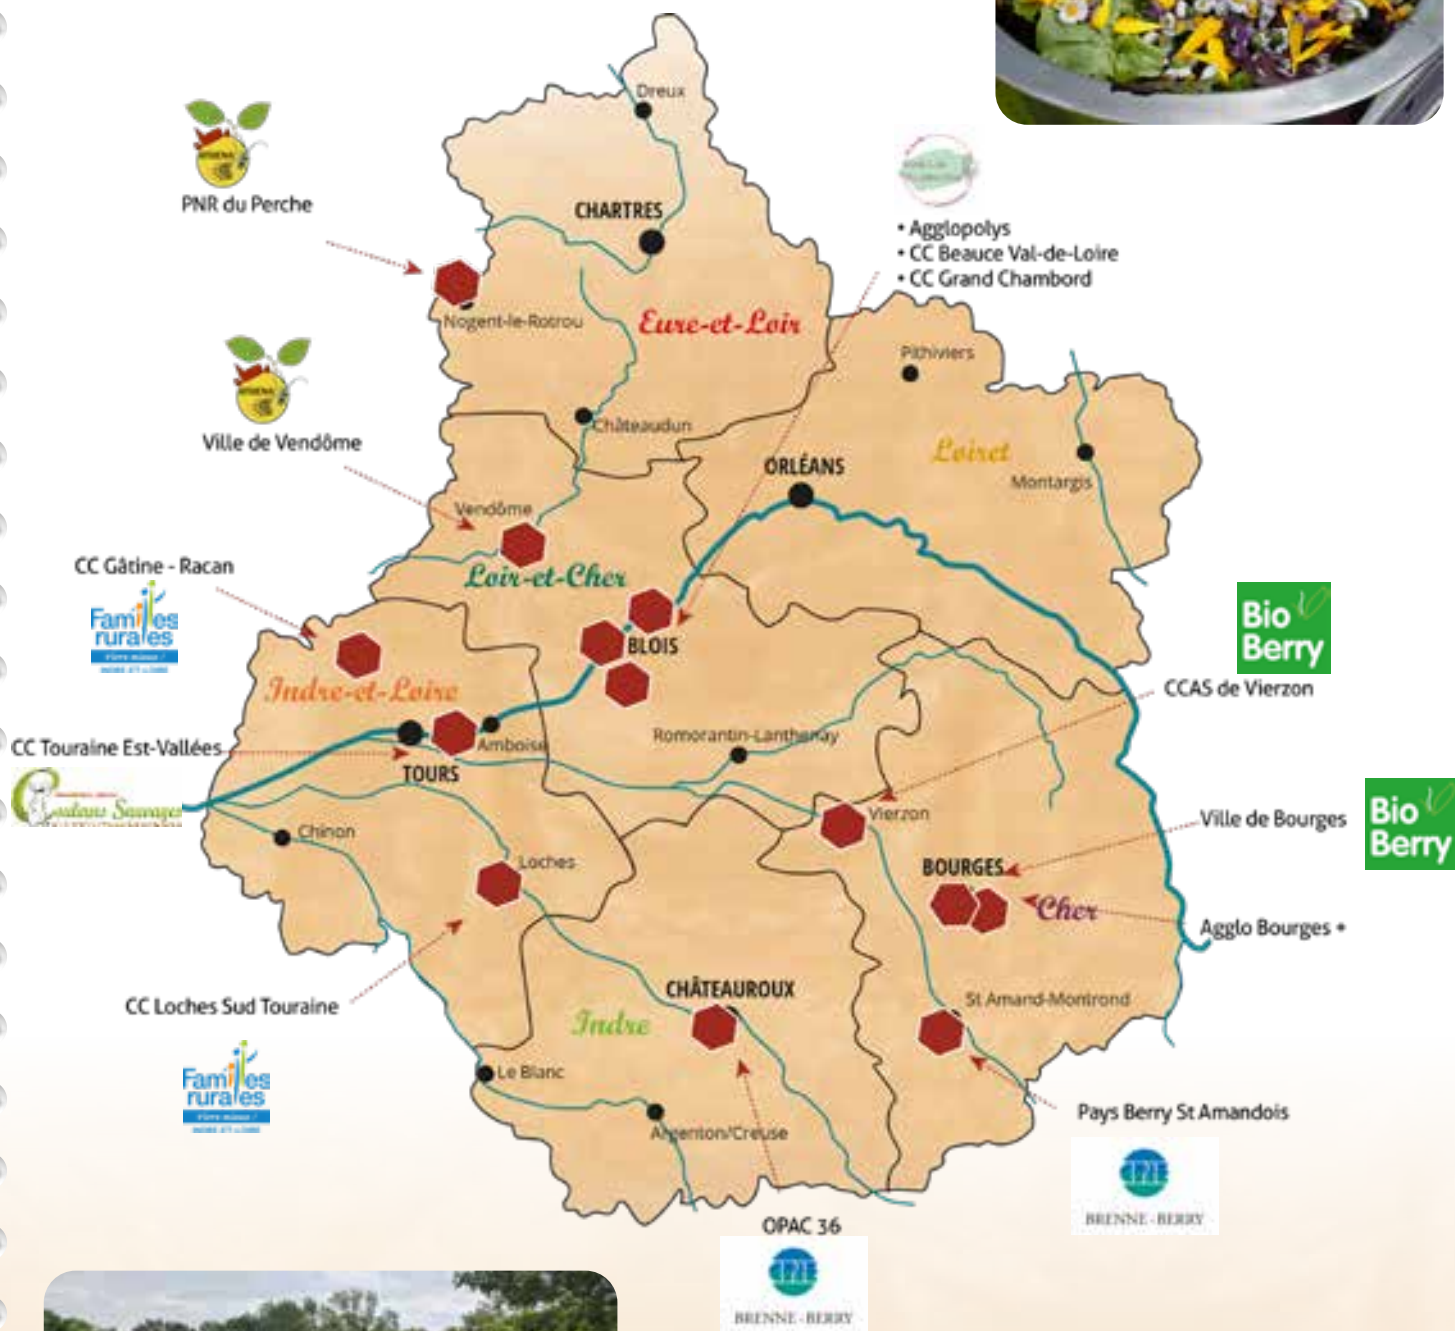 Dreux
PNR du Perche
CHARTRES
• Agglopolys
• CC Beauce Val-de-Loire
• CC Grand Chambord
Nogent-le-Rotrou
Eure-et-Loir
Pithiviers
Ville de Vendôme
Châteaudun
Loiret
ORLÉANS
Montargis
Vendôme
CC Gâtine - Racan
Loir-et-Cher
Familles
rurales
Bio
Berry
BLOIS
CCAS de Vierzon
Indre-et-Loire
CC Touraine Est-Vallées
Amboise
Romorantin-Lanthenay
TOURS
Sauvages
Chinon
Vierzon
Ville de Bourges
Bio
Berry
Loches
BOURGES
Cher
Agglo Bourges +
CC Loches Sud Touraine
CHÂTEAUROUX
Indre
St Amand-Montrond
Familles
rurales
Le Blanc
Argenton/Creuse
Pays Berry St Amandois
BRENNE - BERRY
OPAC 36
BRENNE - BERRY